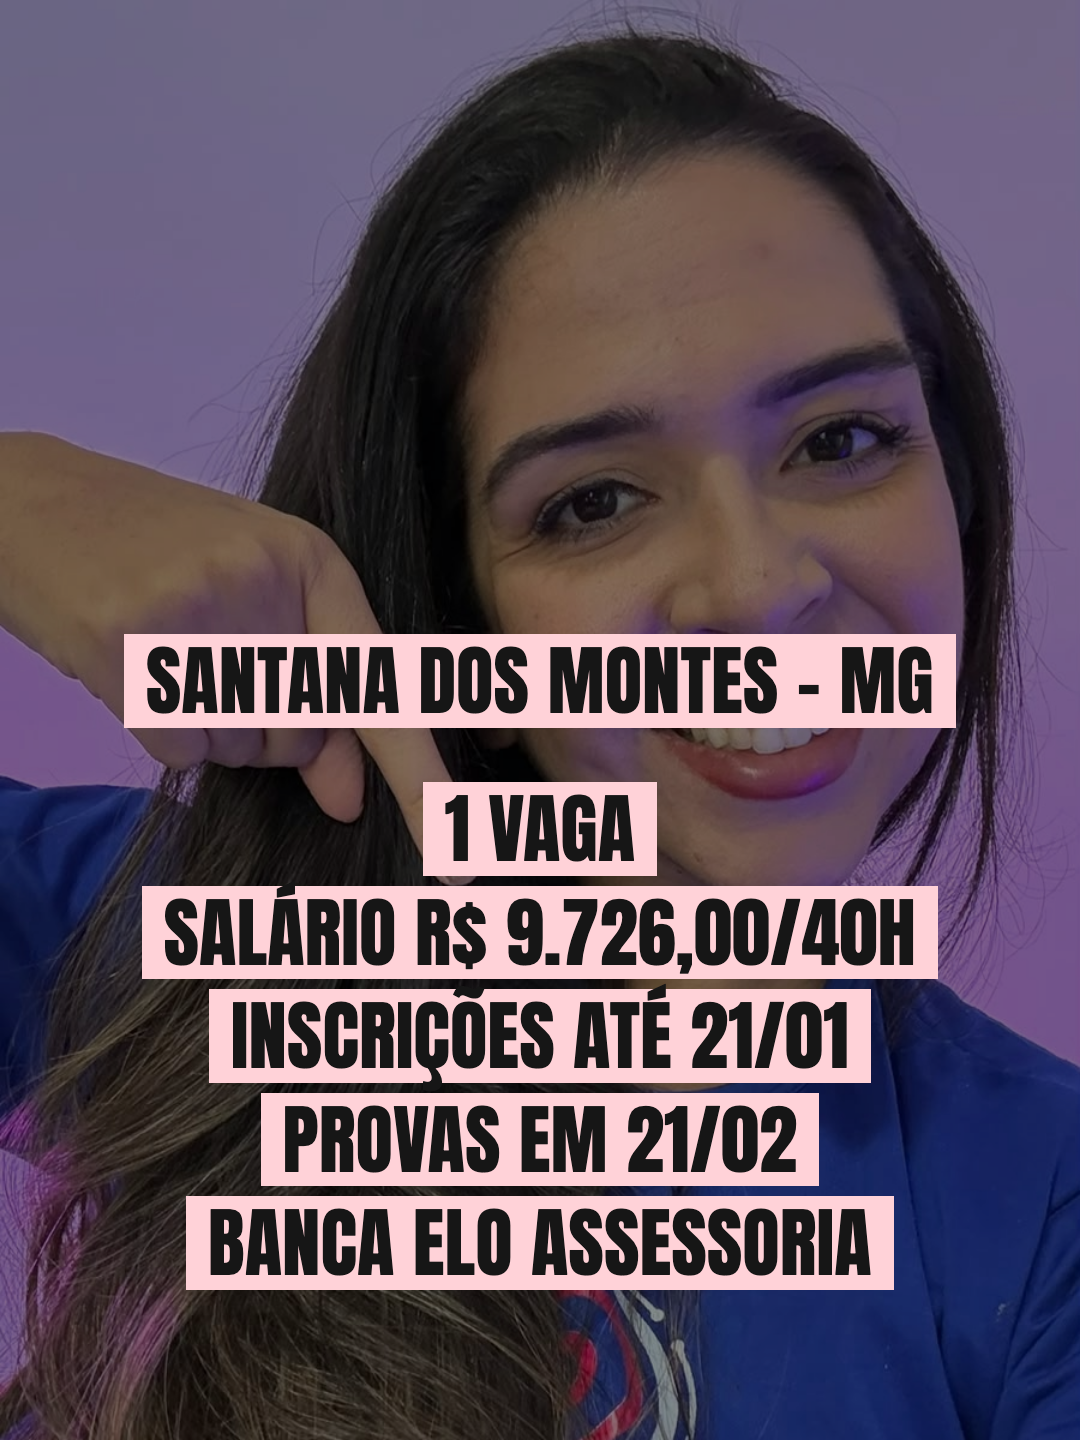 SANTANA DOS MONTES - MG
1 VAGA
SALÁRIO R$ 9.726,00/40H
INSCRIÇÕES ATÉ 21/01
PROVAS EM 21/02
BANCA ELO ASSESSORIA